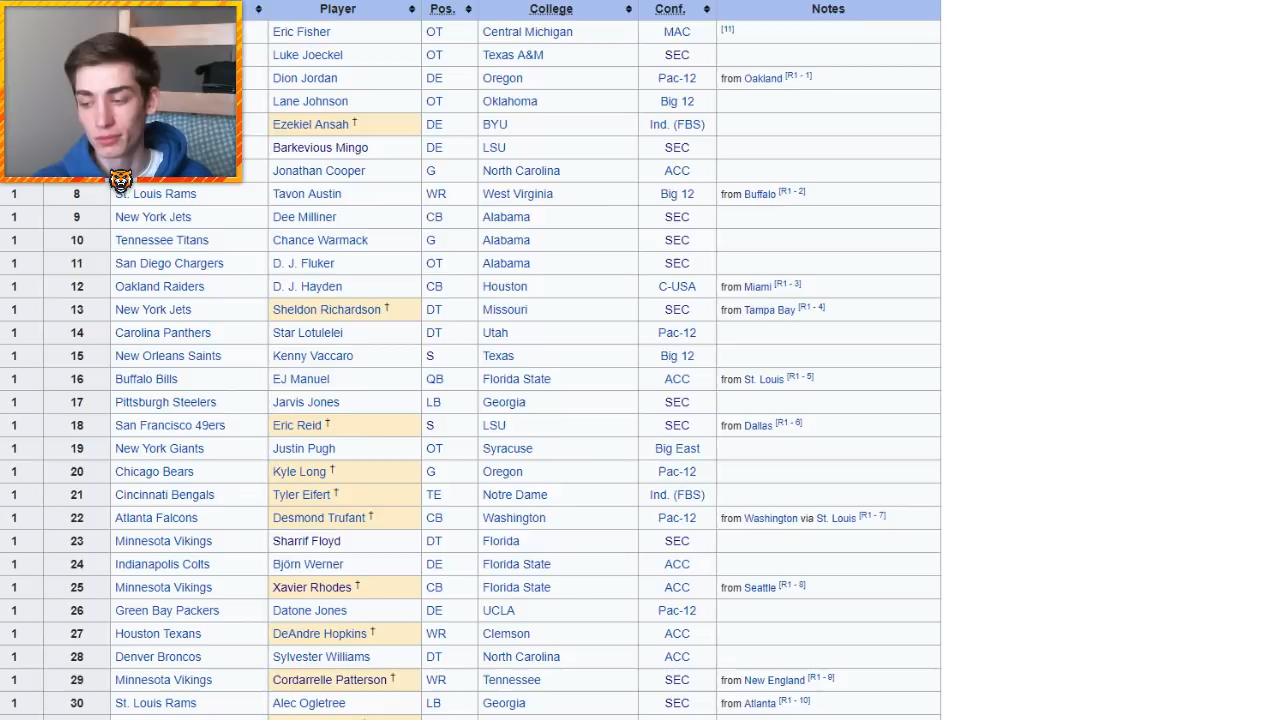 Player Pos. College Conf. Notes
Eric Fisher OT Central Michigan MAC [11]
Luke Joeckel OT Texas A&M SEC
Dion Jordan DE Oregon Pac-12 from Oakland [R1 - 1]
Lane Johnson OT Oklahoma Big 12
Ezekiel Ansah † DE BYU Ind. (FBS)
Barkevious Mingo DE LSU SEC
Jonathan Cooper G North Carolina ACC
1 8 St. Louis Rams Tavon Austin WR West Virginia Big 12 from Buffalo [R1 - 2]
1 9 New York Jets Dee Milliner CB Alabama SEC
1 10 Tennessee Titans Chance Warmack G Alabama SEC
1 11 San Diego Chargers D. J. Fluker OT Alabama SEC
1 12 Oakland Raiders D. J. Hayden CB Houston C-USA from Miami [R1 - 3]
1 13 New York Jets Sheldon Richardson † DT Missouri SEC from Tampa Bay [R1 - 4]
1 14 Carolina Panthers Star Lotulelei DT Utah Pac-12
1 15 New Orleans Saints Kenny Vaccaro S Texas Big 12
1 16 Buffalo Bills EJ Manuel QB Florida State ACC from St. Louis [R1 - 5]
1 17 Pittsburgh Steelers Jarvis Jones LB Georgia SEC
1 18 San Francisco 49ers Eric Reid † S LSU SEC from Dallas [R1 - 6]
1 19 New York Giants Justin Pugh OT Syracuse Big East
1 20 Chicago Bears Kyle Long † G Oregon Pac-12
1 21 Cincinnati Bengals Tyler Eifert † TE Notre Dame Ind. (FBS)
1 22 Atlanta Falcons Desmond Trufant † CB Washington Pac-12 from Washington via St. Louis [R1 - 7]
1 23 Minnesota Vikings Sharrif Floyd DT Florida SEC
1 24 Indianapolis Colts Björn Werner DE Florida State ACC
1 25 Minnesota Vikings Xavier Rhodes † CB Florida State ACC from Seattle [R1 - 8]
1 26 Green Bay Packers Datone Jones DE UCLA Pac-12
1 27 Houston Texans DeAndre Hopkins † WR Clemson ACC
1 28 Denver Broncos Sylvester Williams DT North Carolina ACC
1 29 Minnesota Vikings Cordarrelle Patterson † WR Tennessee SEC from New England [R1 - 9]
1 30 St. Louis Rams Alec Ogletree LB Georgia SEC from Atlanta [R1 - 10]